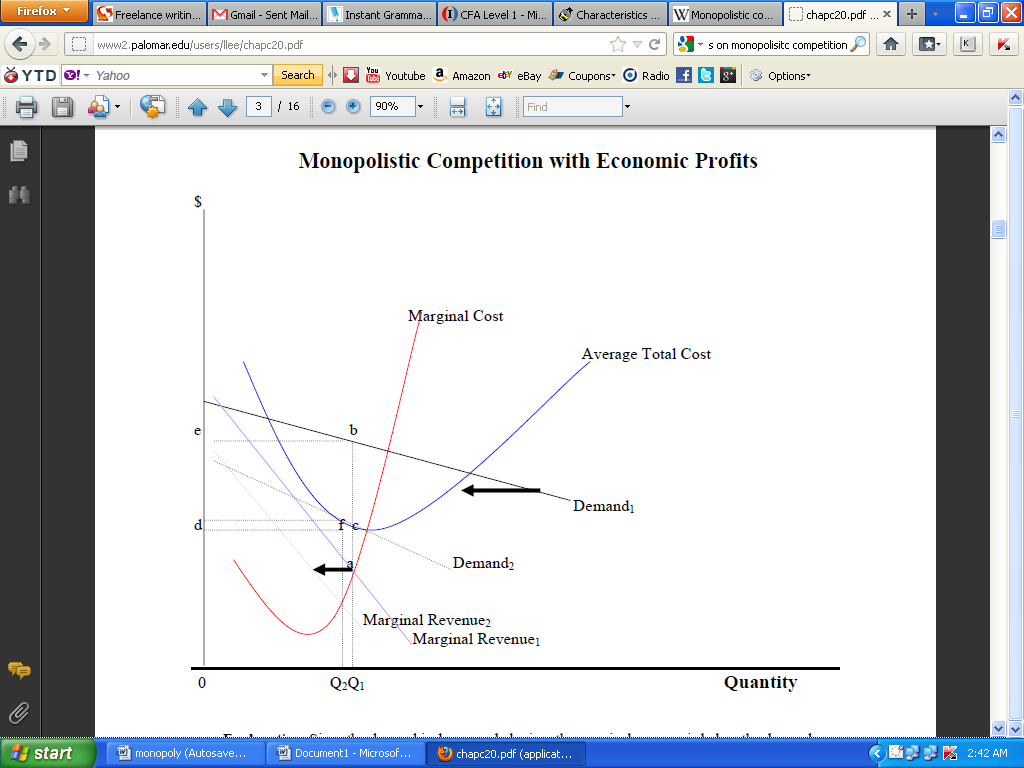 Firefox
Freelance writin...
Gmail - Sent Mail...
Instant Gramma...
CFA Level 1 - Mi...
Characteristics ...
Monopolistic co...
chapc20.pdf ...
www2.palomar.edu/users/llee/chapc20.pdf
s on monopolisitc competition
YTD
Yahoo
Search
Youtube
Amazon
eBay
Coupons
Radio
Options
3 / 16
90%
Find
Monopolistic Competition with Economic Profits
$
Marginal Cost
Average Total Cost
e
b
Demand1
d
f c
Demand2
a
Marginal Revenue2
Marginal Revenue1
0
Q2Q1
Quantity
start
monopoly (Autosave...
Document1 - Microsof...
chapc20.pdf (applicat...
2:42 AM